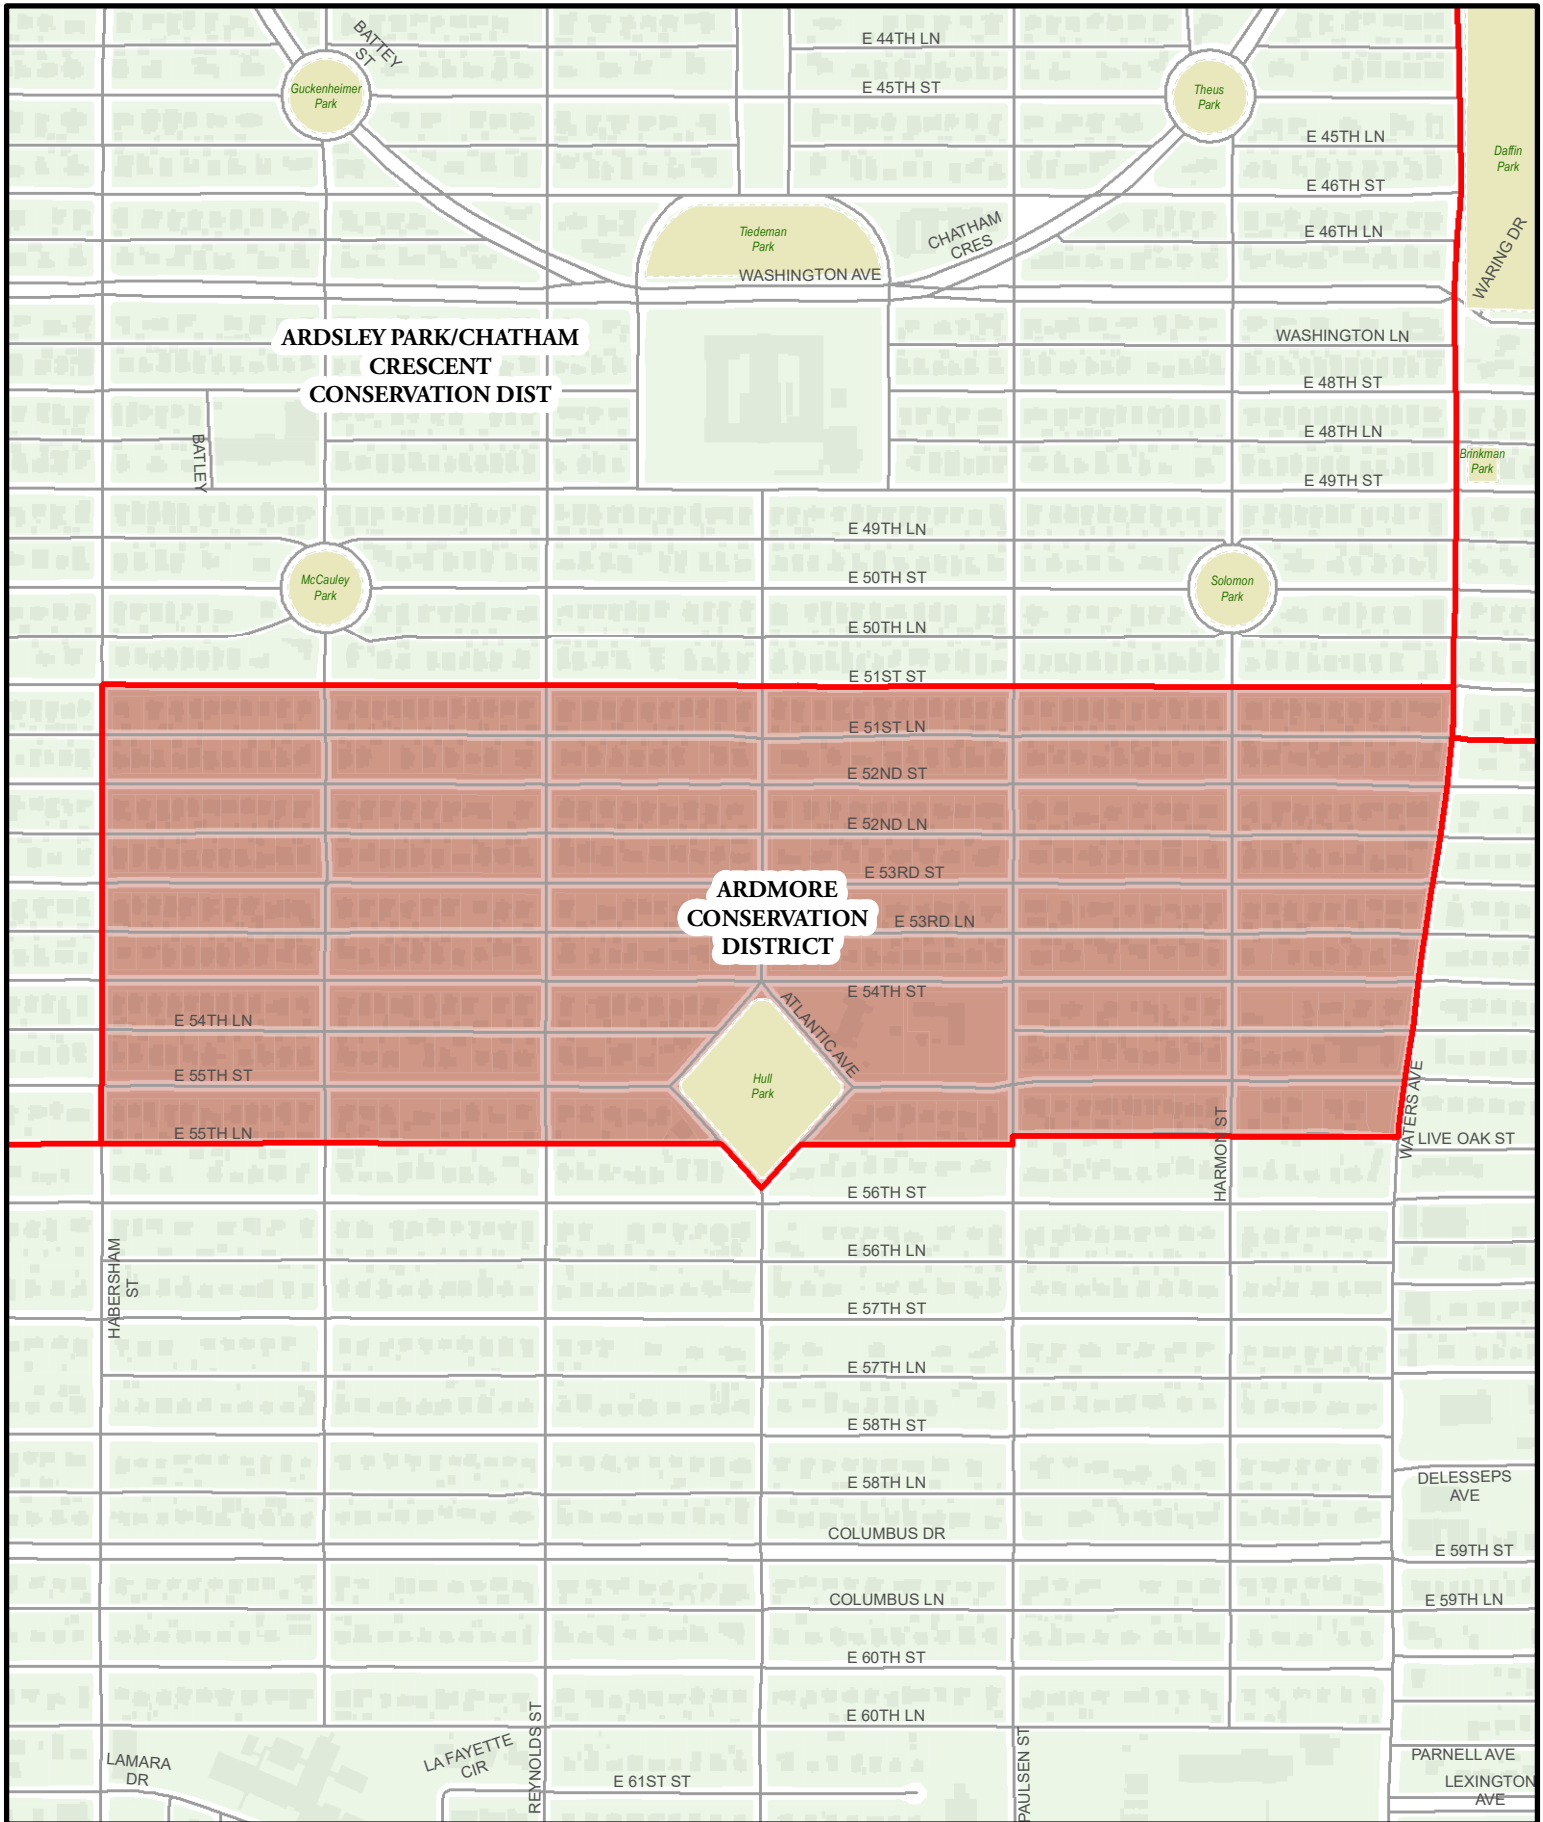 BATTEY
ST
E 44TH LN
Guckenheimer
Park
E 45TH ST
Theus
Park
E 45TH LN
Daffin
Park
E 46TH ST
Tiedeman
Park
CHATHAM
CRES
E 46TH LN
WARING DR
WASHINGTON AVE
ARDSLEY PARK/CHATHAM
CRESCENT
CONSERVATION DIST
WASHINGTON LN
E 48TH ST
BATLEY
E 48TH LN
Brinkman
Park
E 49TH ST
E 49TH LN
McCauley
Park
E 50TH ST
Solomon
Park
E 50TH LN
E 51ST ST
E 51ST LN
E 52ND ST
E 52ND LN
E 53RD ST
ARDMORE
CONSERVATION
DISTRICT
E 53RD LN
E 54TH ST
ATLANTIC AVE
E 54TH LN
E 55TH ST
Hull
Park
E 55TH LN
HARMON ST
WATERS AVE
LIVE OAK ST
E 56TH ST
HABERSHAM
ST
E 56TH LN
E 57TH ST
E 57TH LN
E 58TH ST
E 58TH LN
DELESSEPS
AVE
COLUMBUS DR
E 59TH ST
COLUMBUS LN
E 59TH LN
E 60TH ST
E 60TH LN
LAMARA
DR
LA FAYETTE
CIR
REYNOLDS ST
E 61ST ST
PAULSEN ST
PARNELL AVE
LEXINGTON
AVE